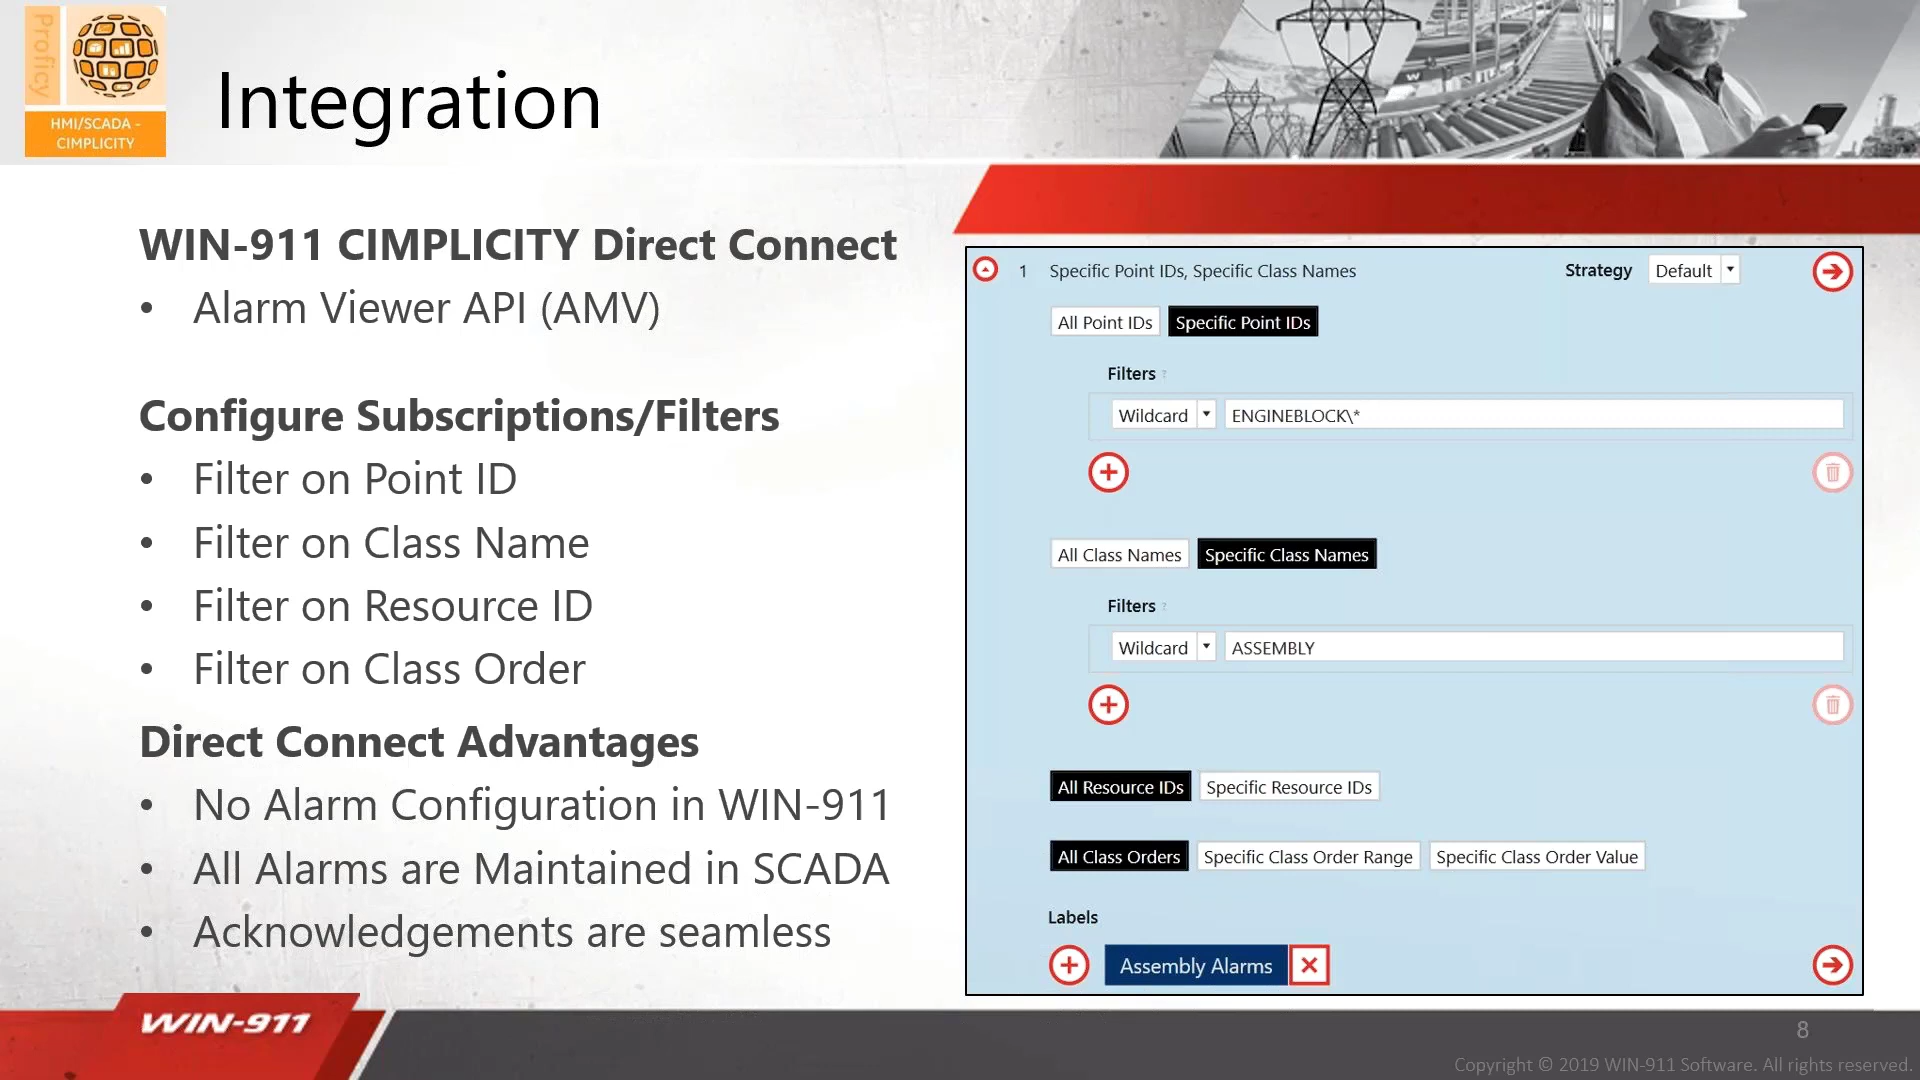 Proficy
HMI/SCADA -
CIMPLICITY
Integration
WIN-911 CIMPLICITY Direct Connect
• Alarm Viewer API (AMV)
Configure Subscriptions/Filters
• Filter on Point ID
• Filter on Class Name
• Filter on Resource ID
• Filter on Class Order
Direct Connect Advantages
• No Alarm Configuration in WIN-911
• All Alarms are Maintained in SCADA
• Acknowledgements are seamless
1 Specific Point IDs, Specific Class Names Strategy Default
All Point IDs Specific Point IDs
Filters ?
Wildcard ENGINEBLOCK\*
All Class Names Specific Class Names
Filters ?
Wildcard ASSEMBLY
All Resource IDs Specific Resource IDs
All Class Orders Specific Class Order Range Specific Class Order Value
Labels
Assembly Alarms
WIN-911
8
Copyright © 2019 WIN-911 Software. All rights reserved.